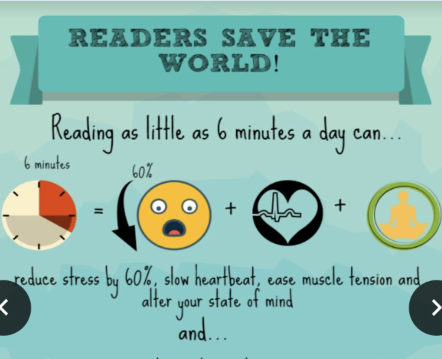 READERS SAVE THE
WORLD!
Reading as little as 6 minutes a day can...
6 minutes
60%
=
+
+
reduce stress by 60%, slow heartbeat, ease muscle tension and
alter your state of mind
and...